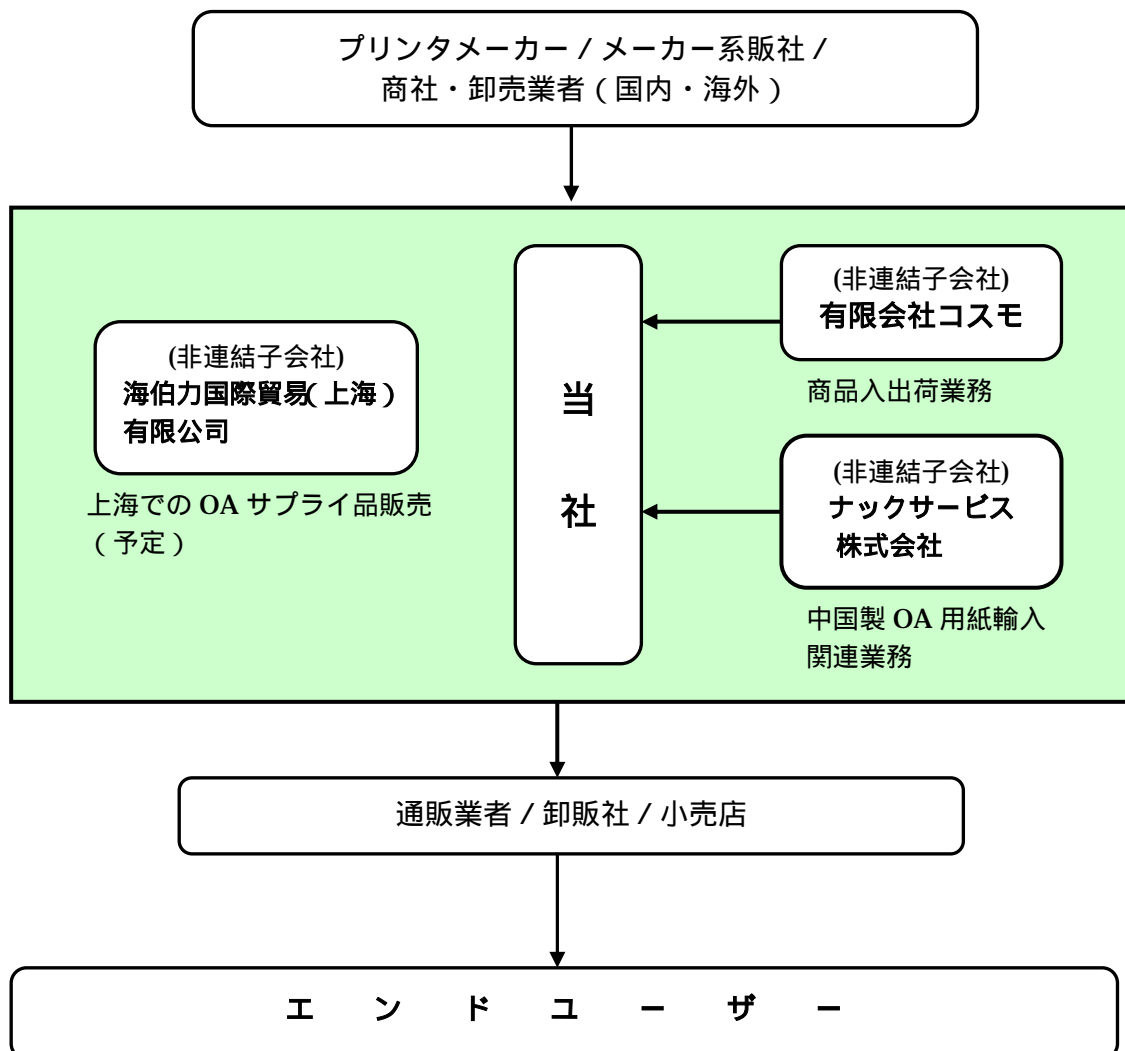 プリンタメーカー / メーカー系販社 /
商社・卸売業者（国内・海外）
(非連結子会社)
海伯力国際貿易（上海）
有限公司
上海での OA サプライ品販売
（予定）
当
社
(非連結子会社)
有限会社コスモ
商品入出荷業務
(非連結子会社)
ナックサービス
株式会社
中国製 OA 用紙輸入
関連業務
通販業者 / 卸販社 / 小売店
エンドユーザー